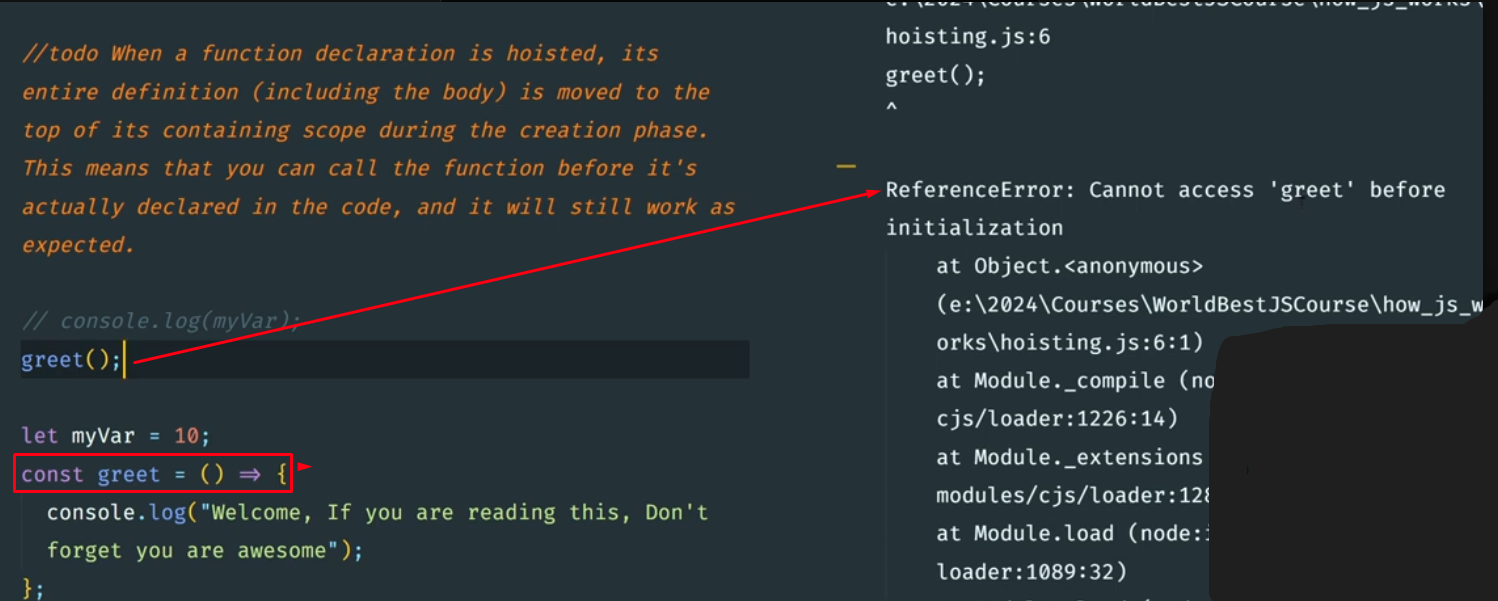 //todo When a function declaration is hoisted, its
entire definition (including the body) is moved to the
top of its containing scope during the creation phase.
This means that you can call the function before it's
actually declared in the code, and it will still work as
expected.
// console.log(myVar);
greet();
let myVar = 10;
const greet = () => {
console.log("Welcome, If you are reading this, Don't
forget you are awesome");
};
e:\2024\Courses\WorldBestJSCourse\how_js_works\
hoisting.js:6
greet();
^
ReferenceError: Cannot access 'greet' before
initialization
at Object.<anonymous>
(e:\2024\Courses\WorldBestJSCourse\how_js_w
orks\hoisting.js:6:1)
at Module._compile (no
cjs/loader:1226:14)
at Module._extensions
modules/cjs/loader:128
at Module.load (node:i
loader:1089:32)